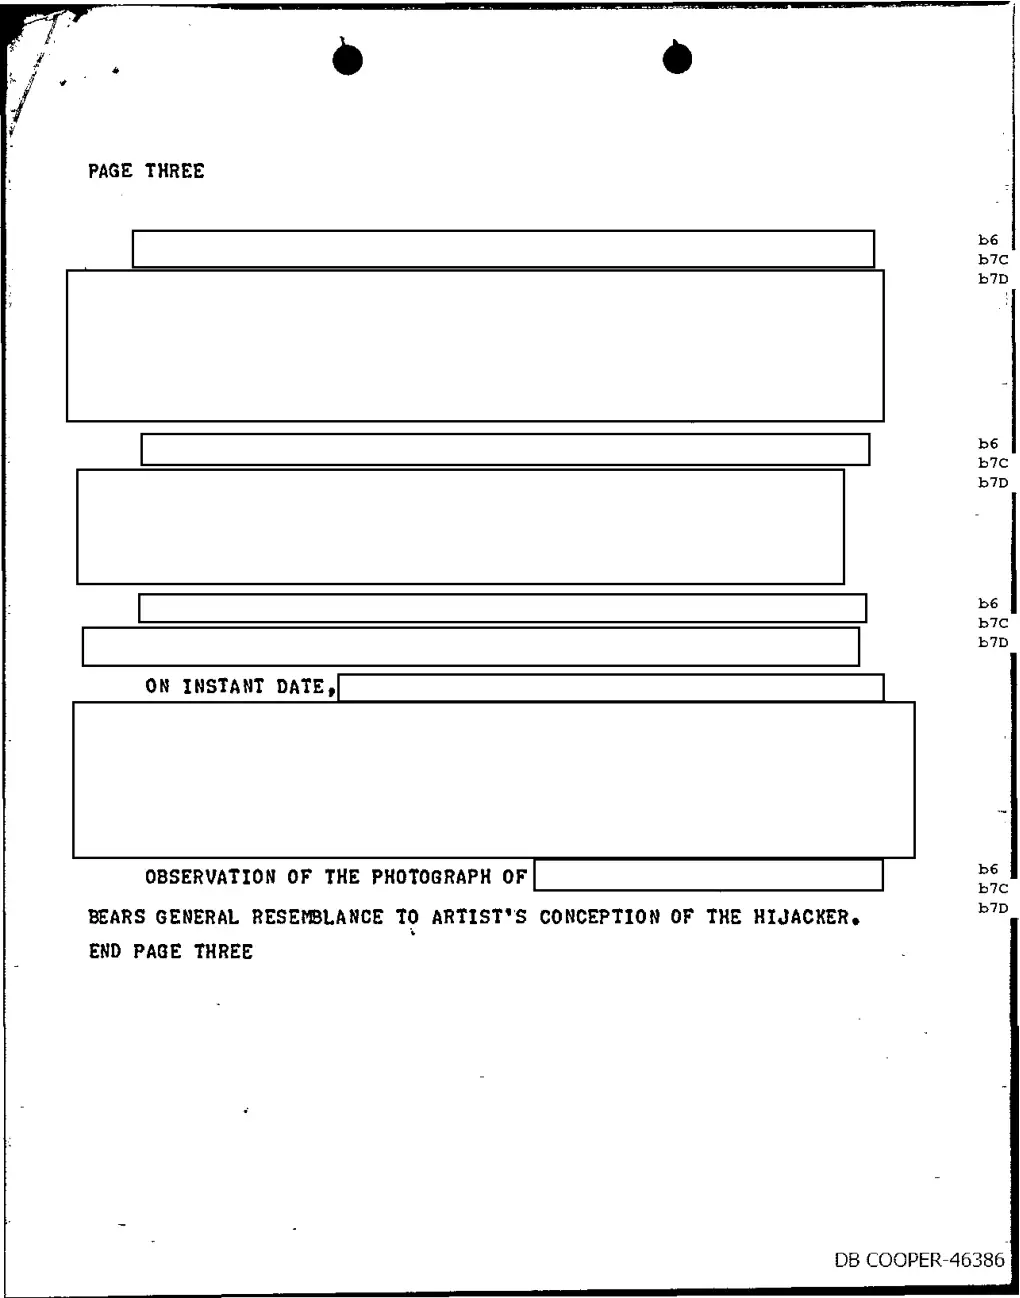 PAGE THREE
b6
b7C
b7D
b6
b7C
b7D
b6
b7C
b7D
ON INSTANT DATE,
OBSERVATION OF THE PHOTOGRAPH OF
b6
b7C
BEARS GENERAL RESEMBLANCE TO ARTIST'S CONCEPTION OF THE HIJACKER.
b7D
END PAGE THREE
DB COOPER-46386